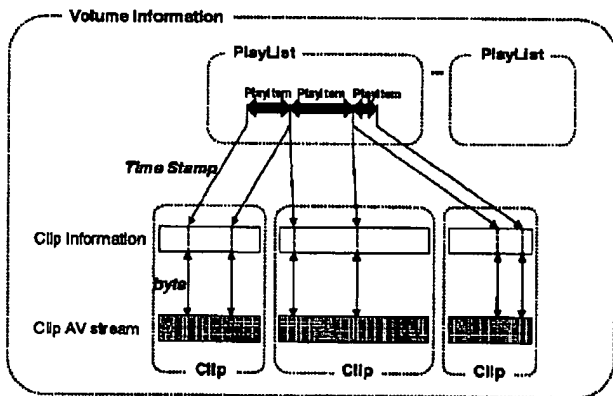 Volume Information
PlayList
PlayList
PlayItem PlayItem PlayItem
Time Stamp
Clip Information
byte
Clip AV stream
Clip
Clip
Clip